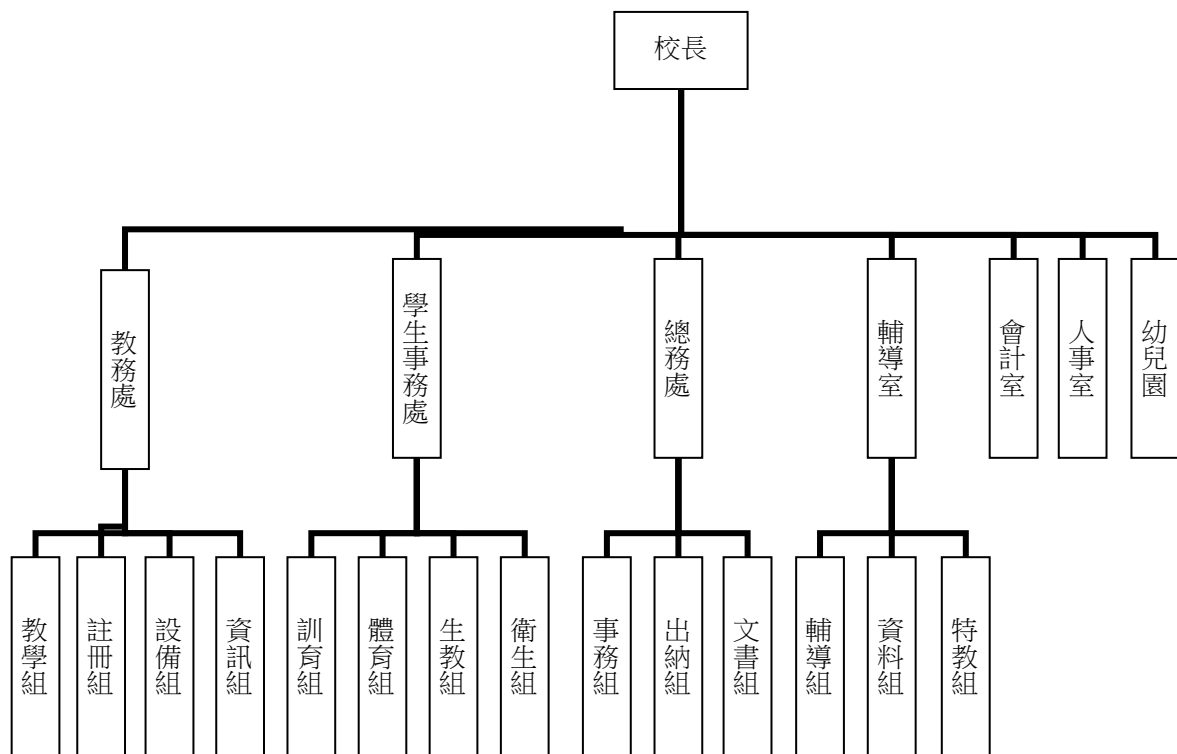 校長
教務處
學生事務處
總務處
輔導室
會計室
人事室
幼兒園
教學組
註冊組
設備組
資訊組
訓育組
體育組
生教組
衛生組
事務組
出納組
文書組
輔導組
資料組
特教組